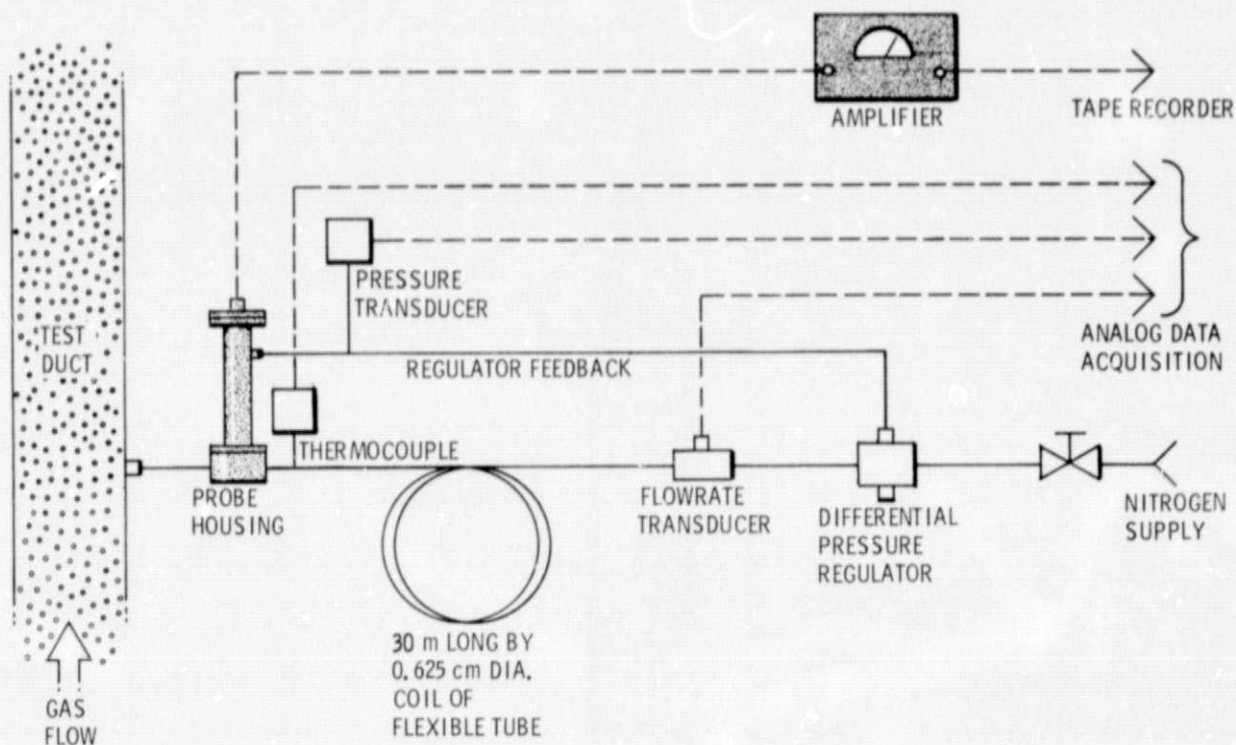 AMPLIFIER
TAPE RECORDER
PRESSURE
TRANSDUCER
TEST
DUCT
REGULATOR FEEDBACK
ANALOG DATA
ACQUISITION
THERMOCOUPLE
PROBE
HOUSING
FLOWRATE
TRANSDUCER
DIFFERENTIAL
PRESSURE
REGULATOR
NITROGEN
SUPPLY
30 m LONG BY
0.625 cm DIA.
COIL OF
FLEXIBLE TUBE
GAS
FLOW